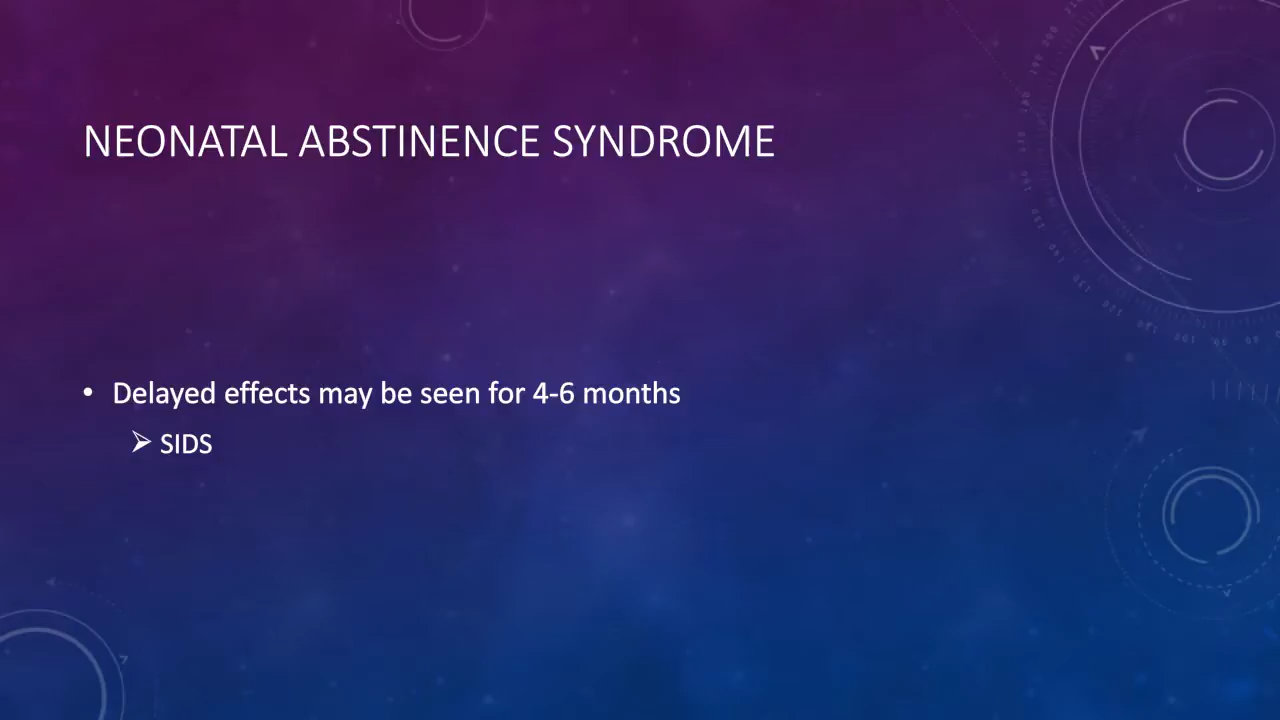 NEONATAL ABSTINENCE SYNDROME
• Delayed effects may be seen for 4-6 months
➢ SIDS